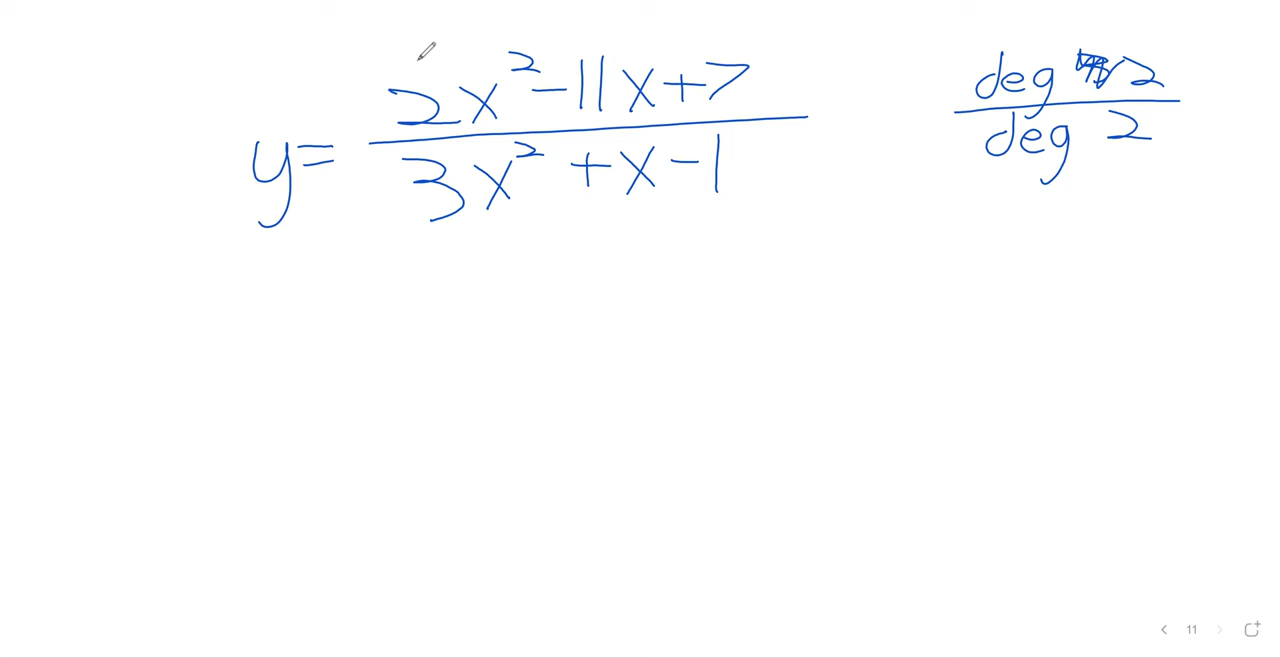 y = (2x² - 11x + 7) / (3x² + x - 1)
deg 2 / deg 2
11